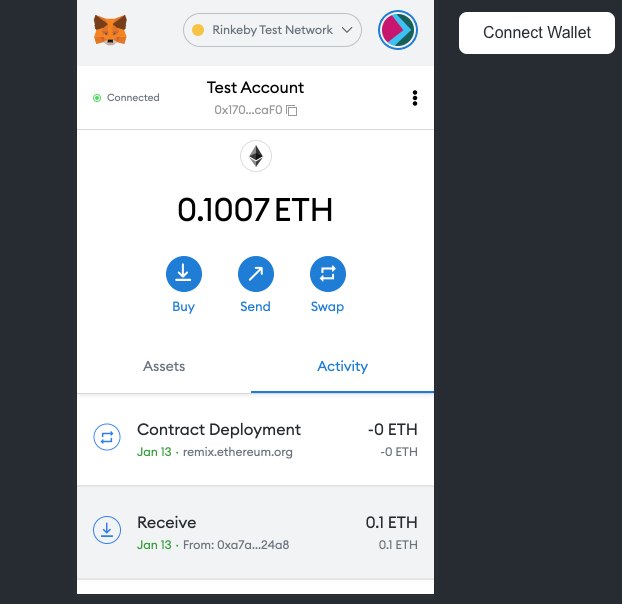 Rinkeby Test Network
Connect Wallet
Connected
Test Account
0x170...caF0
0.1007 ETH
Buy
Send
Swap
Assets
Activity
Contract Deployment
-0 ETH
Jan 13 · remix.ethereum.org
-0 ETH
Receive
0.1 ETH
Jan 13 · From: 0xa7a...24a8
0.1 ETH